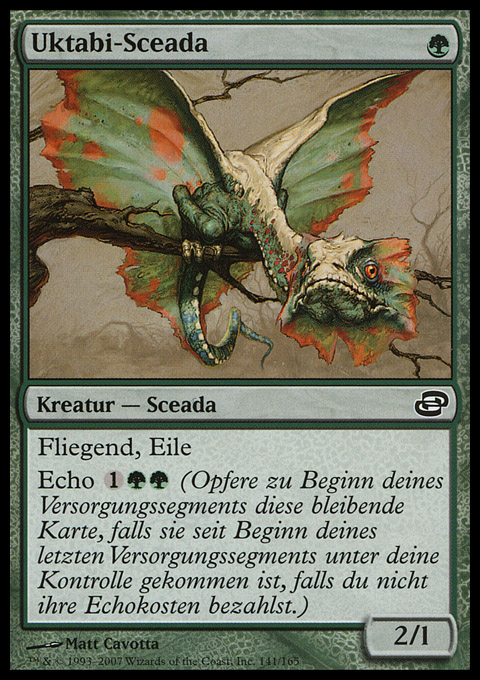 Uktabi-Sceada
Kreatur — Sceada
Fliegend, Eile
Echo 1 (Opfere zu Beginn deines
Versorgungssegments diese bleibende
Karte, falls sie seit Beginn deines
letzten Versorgungssegments unter deine
Kontrolle gekommen ist, falls du nicht
ihre Echokosten bezahlst.)
2/1
Matt Cavotta
™ & © 1993–2007 Wizards of the Coast, Inc. 141/165